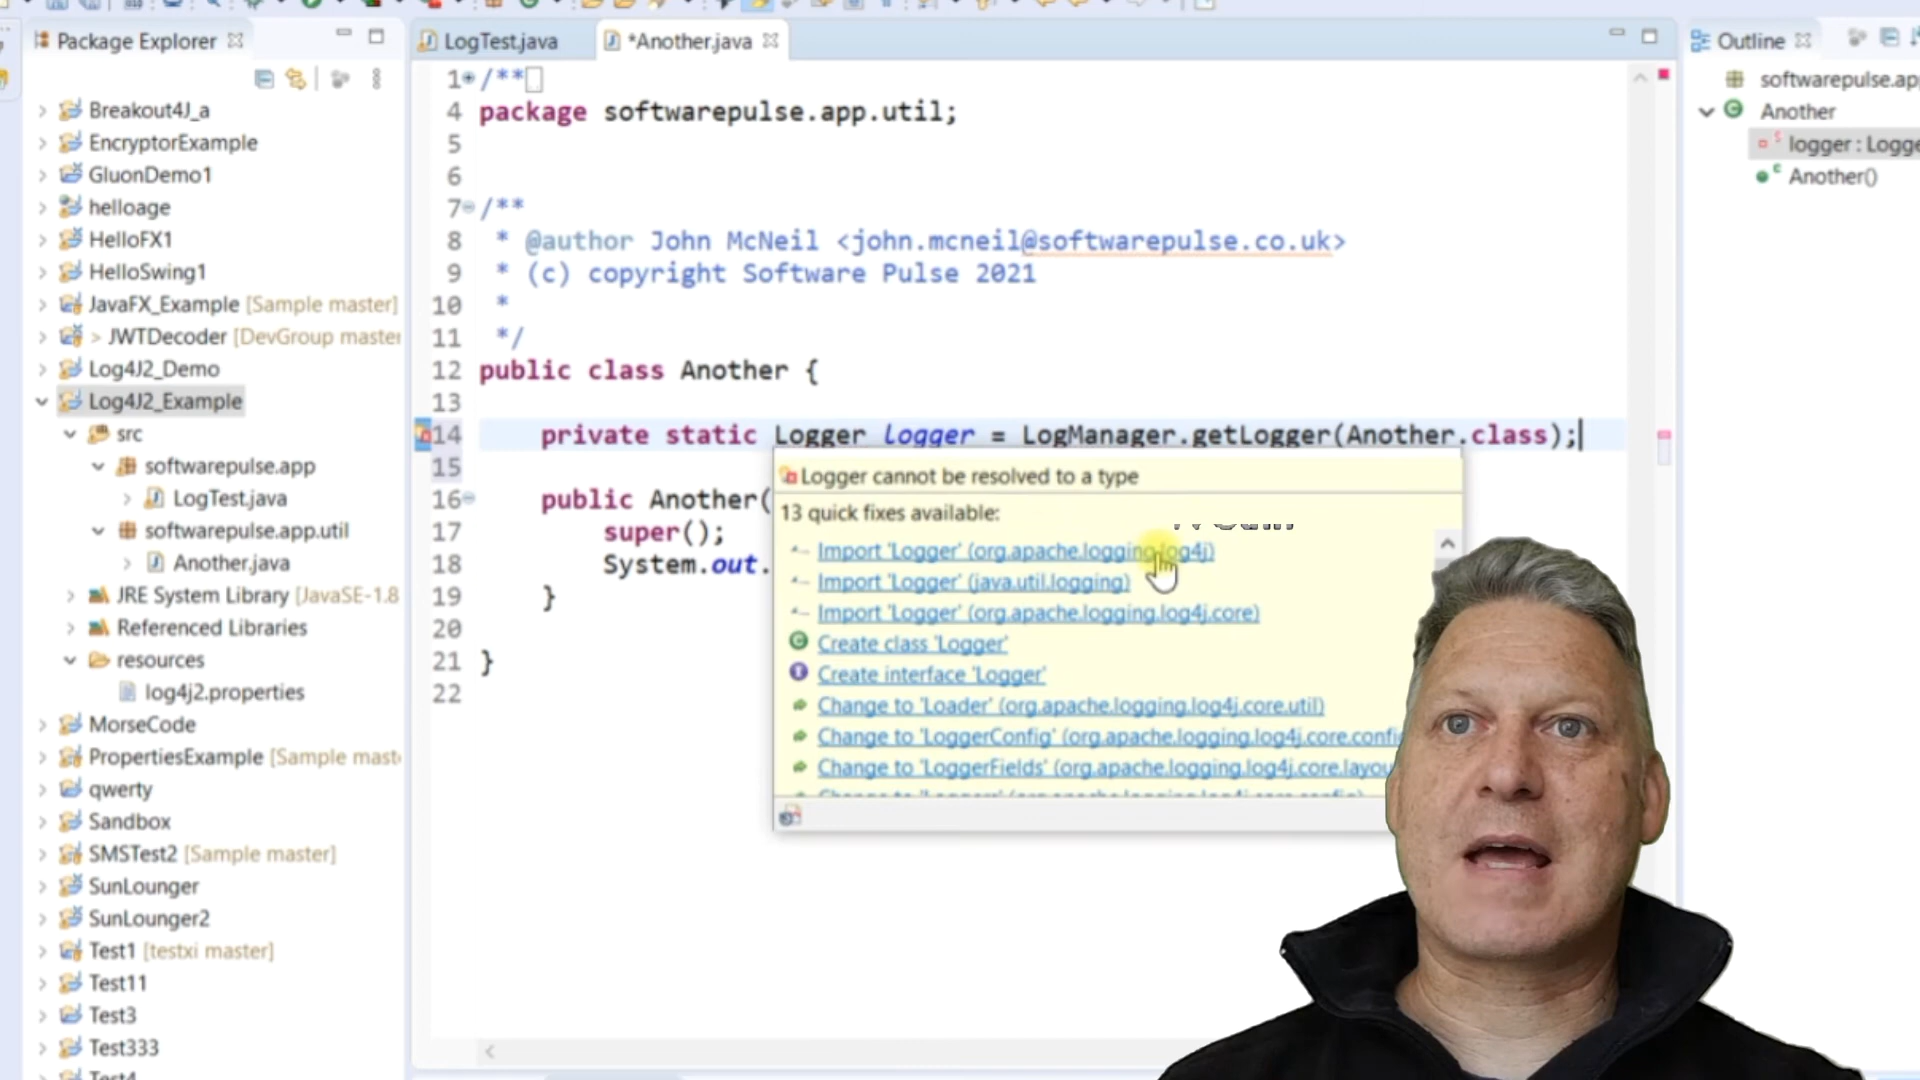 Package Explorer
Breakout4J_a
EncryptorExample
GluonDemo1
helloage
HelloFX1
HelloSwing1
JavaFX_Example [Sample master]
> JWTDecoder [DevGroup master
Log4J2_Demo
Log4J2_Example
src
softwarepulse.app
LogTest.java
softwarepulse.app.util
Another.java
JRE System Library [JavaSE-1.8
Referenced Libraries
resources
log4j2.properties
MorseCode
PropertiesExample [Sample mast
qwerty
Sandbox
SMSTest2 [Sample master]
SunLounger
SunLounger2
Test1 [testxi master]
Test11
Test3
Test333
Test4
LogTest.java
*Another.java
1 /**
4 package softwarepulse.app.util;
5
6
7 /**
8 * @author John McNeil <john.mcneil@softwarepulse.co.uk>
9 * (c) copyright Software Pulse 2021
10 *
11 */
12 public class Another {
13
14 private static Logger logger = LogManager.getLogger(Another.class);
15
16 public Another(
17 super();
18 System.out.
19 }
20
21 }
22
Logger cannot be resolved to a type
13 quick fixes available:
Import 'Logger' (org.apache.logging.log4j)
Import 'Logger' (java.util.logging)
Import 'Logger' (org.apache.logging.log4j.core)
Create class 'Logger'
Create interface 'Logger'
Change to 'Loader' (org.apache.logging.log4j.core.util)
Change to 'LoggerConfig' (org.apache.logging.log4j.core.confi
Change to 'LoggerFields' (org.apache.logging.log4j.core.layou
Outline
softwarepulse.app
Another
logger : Logge
Another()